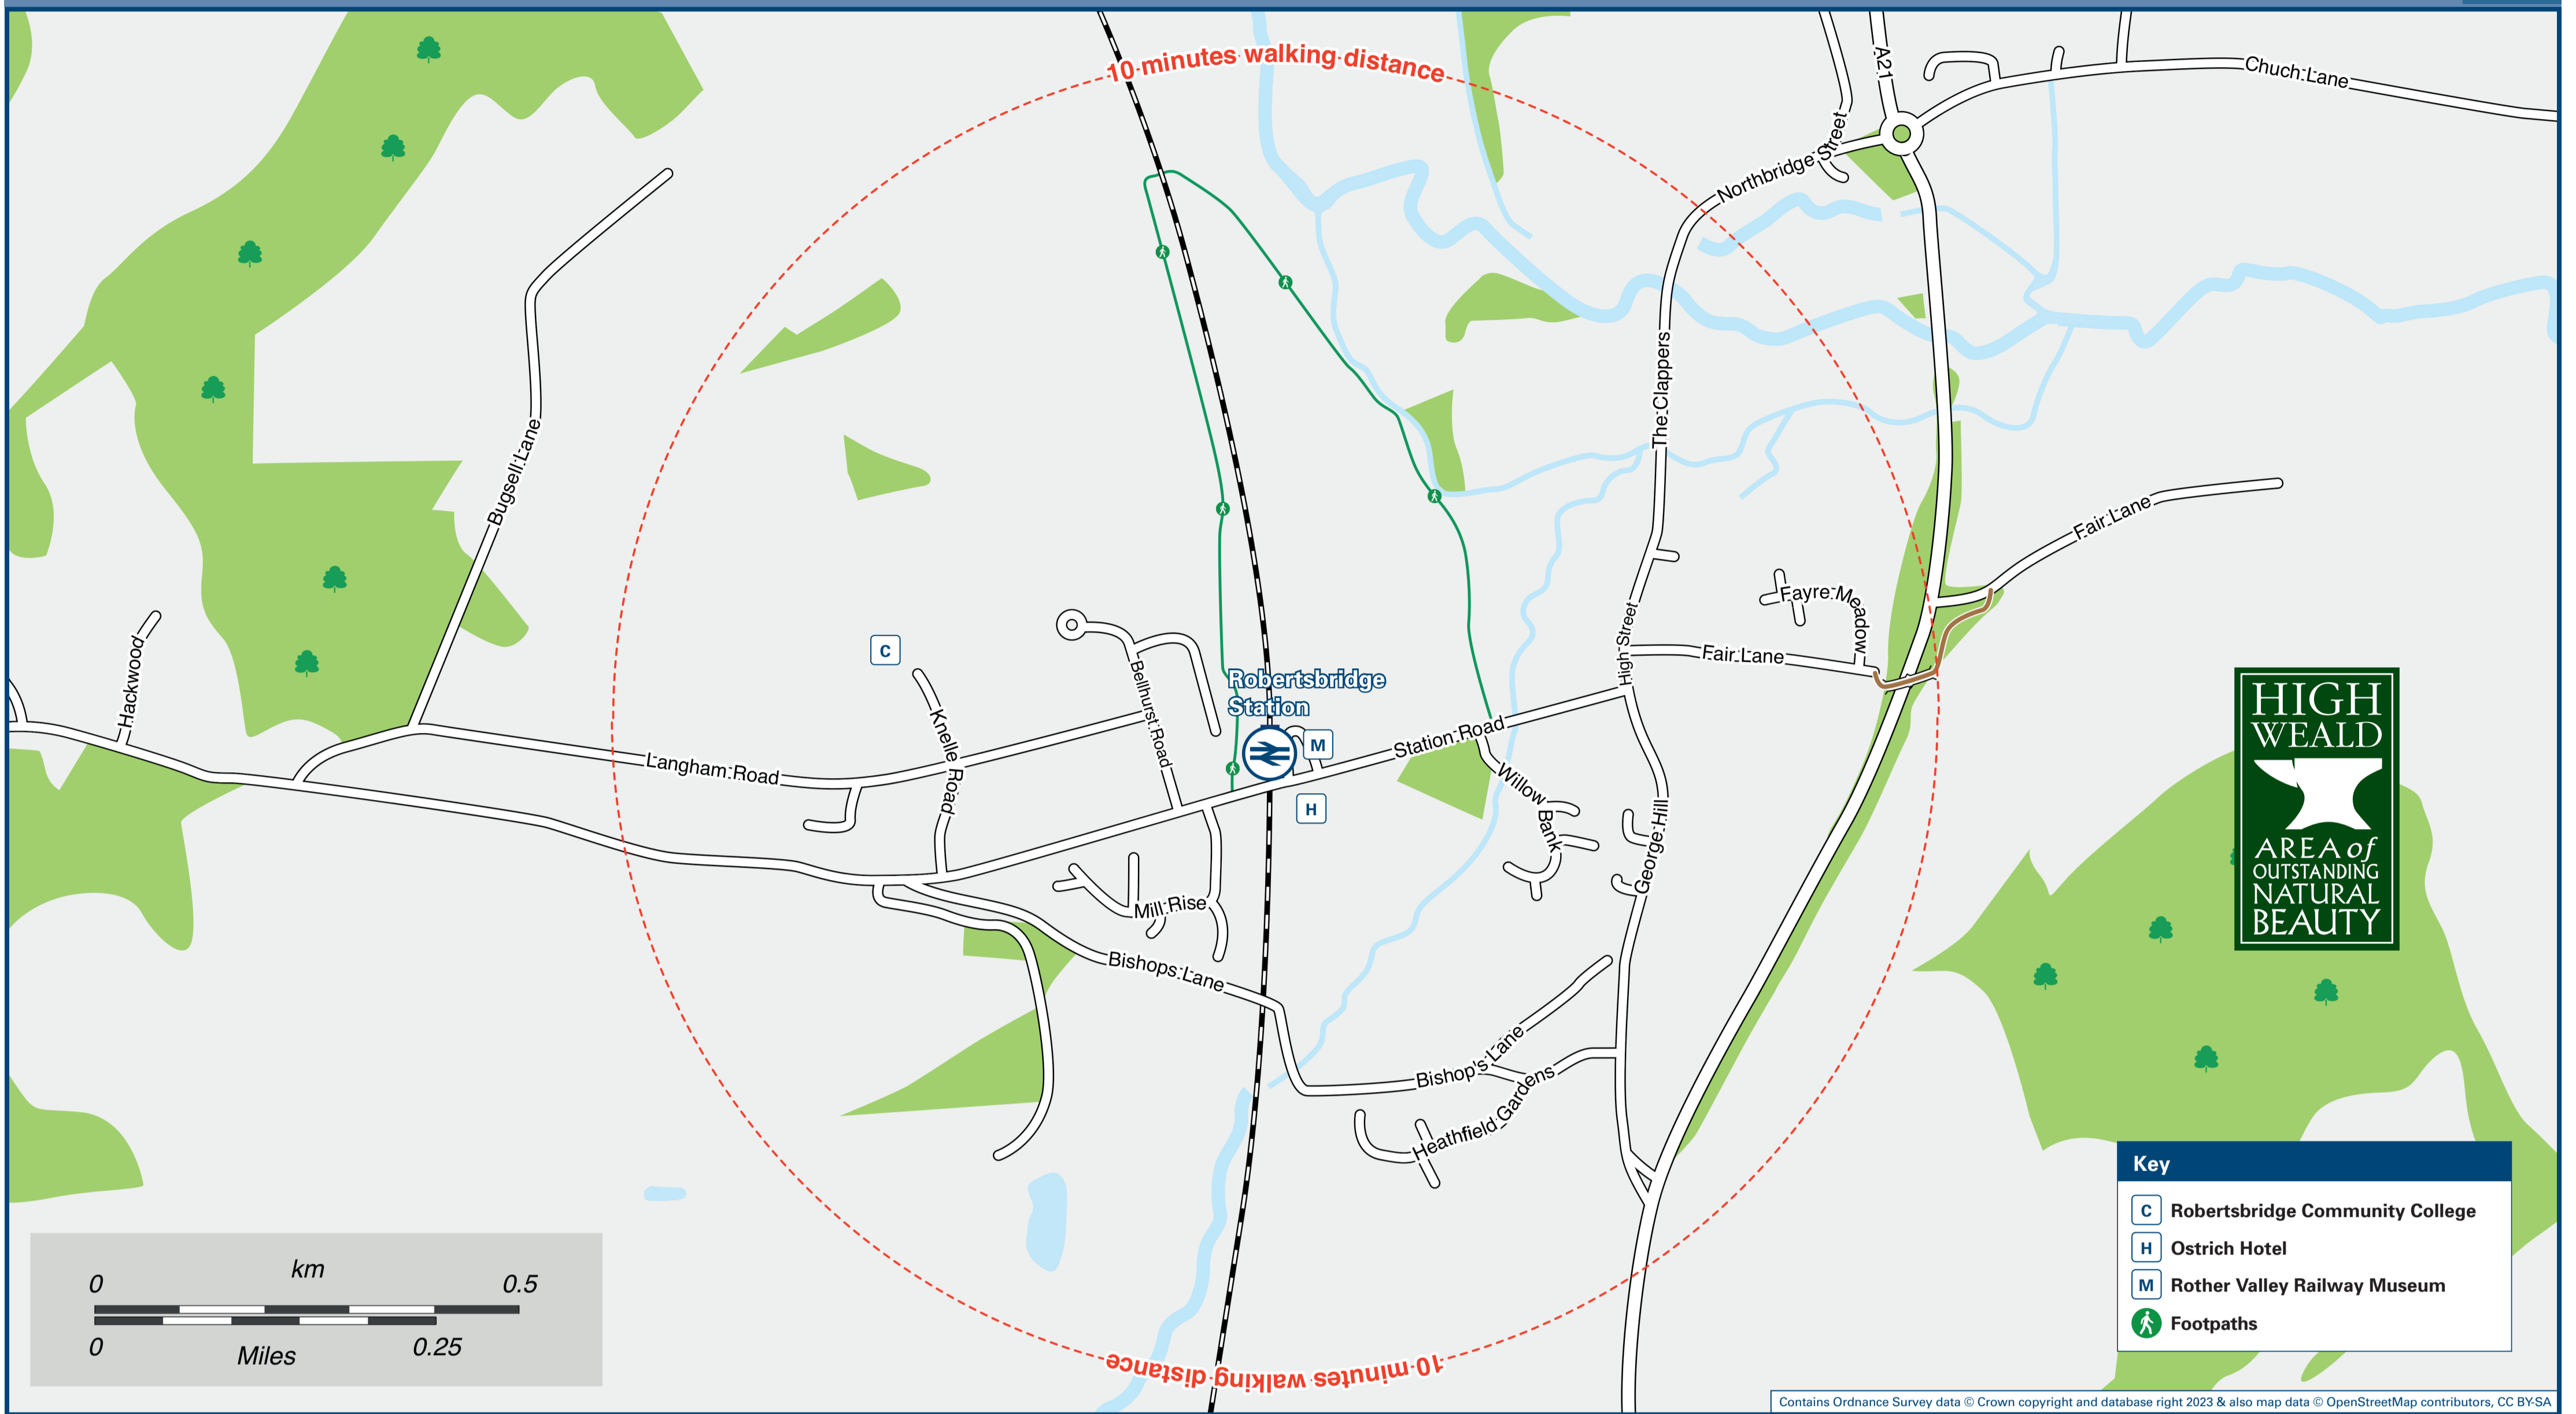 10 minutes walking distance
A21
Chuch Lane
Northbridge Street
The Clappers
Bugsell Lane
Fair Lane
Fayre Meadow
High Street
Fair Lane
Hackwood
C
Knelle Road
Bellhurst Road
Robertsbridge
Station
M
Station Road
Langham Road
H
Willow Bank
George Hill
Mill Rise
Bishops Lane
Bishop's Lane
Heathfield Gardens
HIGH
WEALD
AREA of
OUTSTANDING
NATURAL
BEAUTY
10 minutes walking distance
km
0 0.5
0 0.25
Miles
Key
C Robertsbridge Community College
H Ostrich Hotel
M Rother Valley Railway Museum
Footpaths
Contains Ordnance Survey data © Crown copyright and database right 2023 & also map data © OpenStreetMap contributors, CC BY-SA